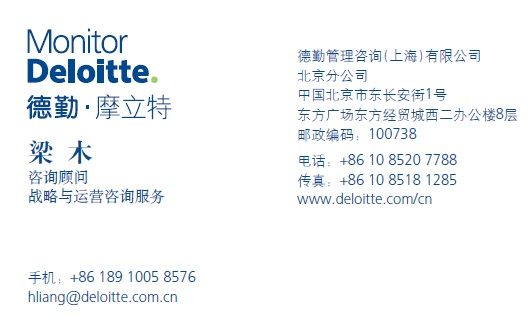 Monitor
Deloitte.
德勤·摩立特
梁 木
咨询顾问
战略与运营咨询服务
手机：+86 189 1005 8576
hliang@deloitte.com.cn
德勤管理咨询(上海)有限公司
北京分公司
中国北京市东长安街1号
东方广场东方经贸城西二办公楼8层
邮政编码：100738
电话：+86 10 8520 7788
传真：+86 10 8518 1285
www.deloitte.com/cn